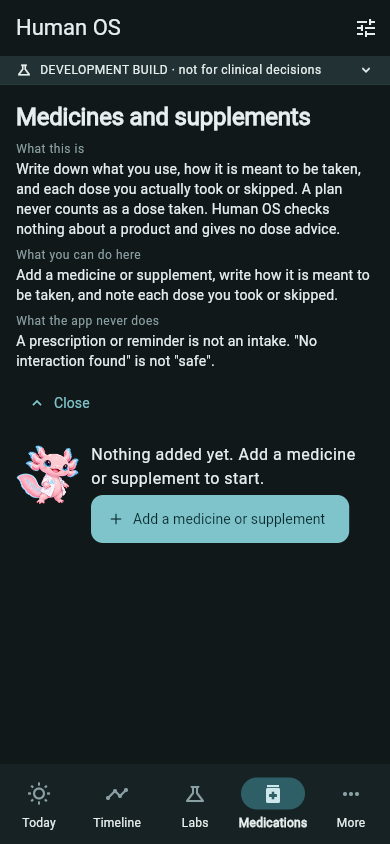 Human OS
DEVELOPMENT BUILD · not for clinical decisions
Medicines and supplements
What this is
Write down what you use, how it is meant to be taken,
and each dose you actually took or skipped. A plan
never counts as a dose taken. Human OS checks
nothing about a product and gives no dose advice.
What you can do here
Add a medicine or supplement, write how it is meant to
be taken, and note each dose you took or skipped.
What the app never does
A prescription or reminder is not an intake. "No
interaction found" is not "safe".
Close
Nothing added yet. Add a medicine
or supplement to start.
Add a medicine or supplement
Today Timeline Labs Medications More